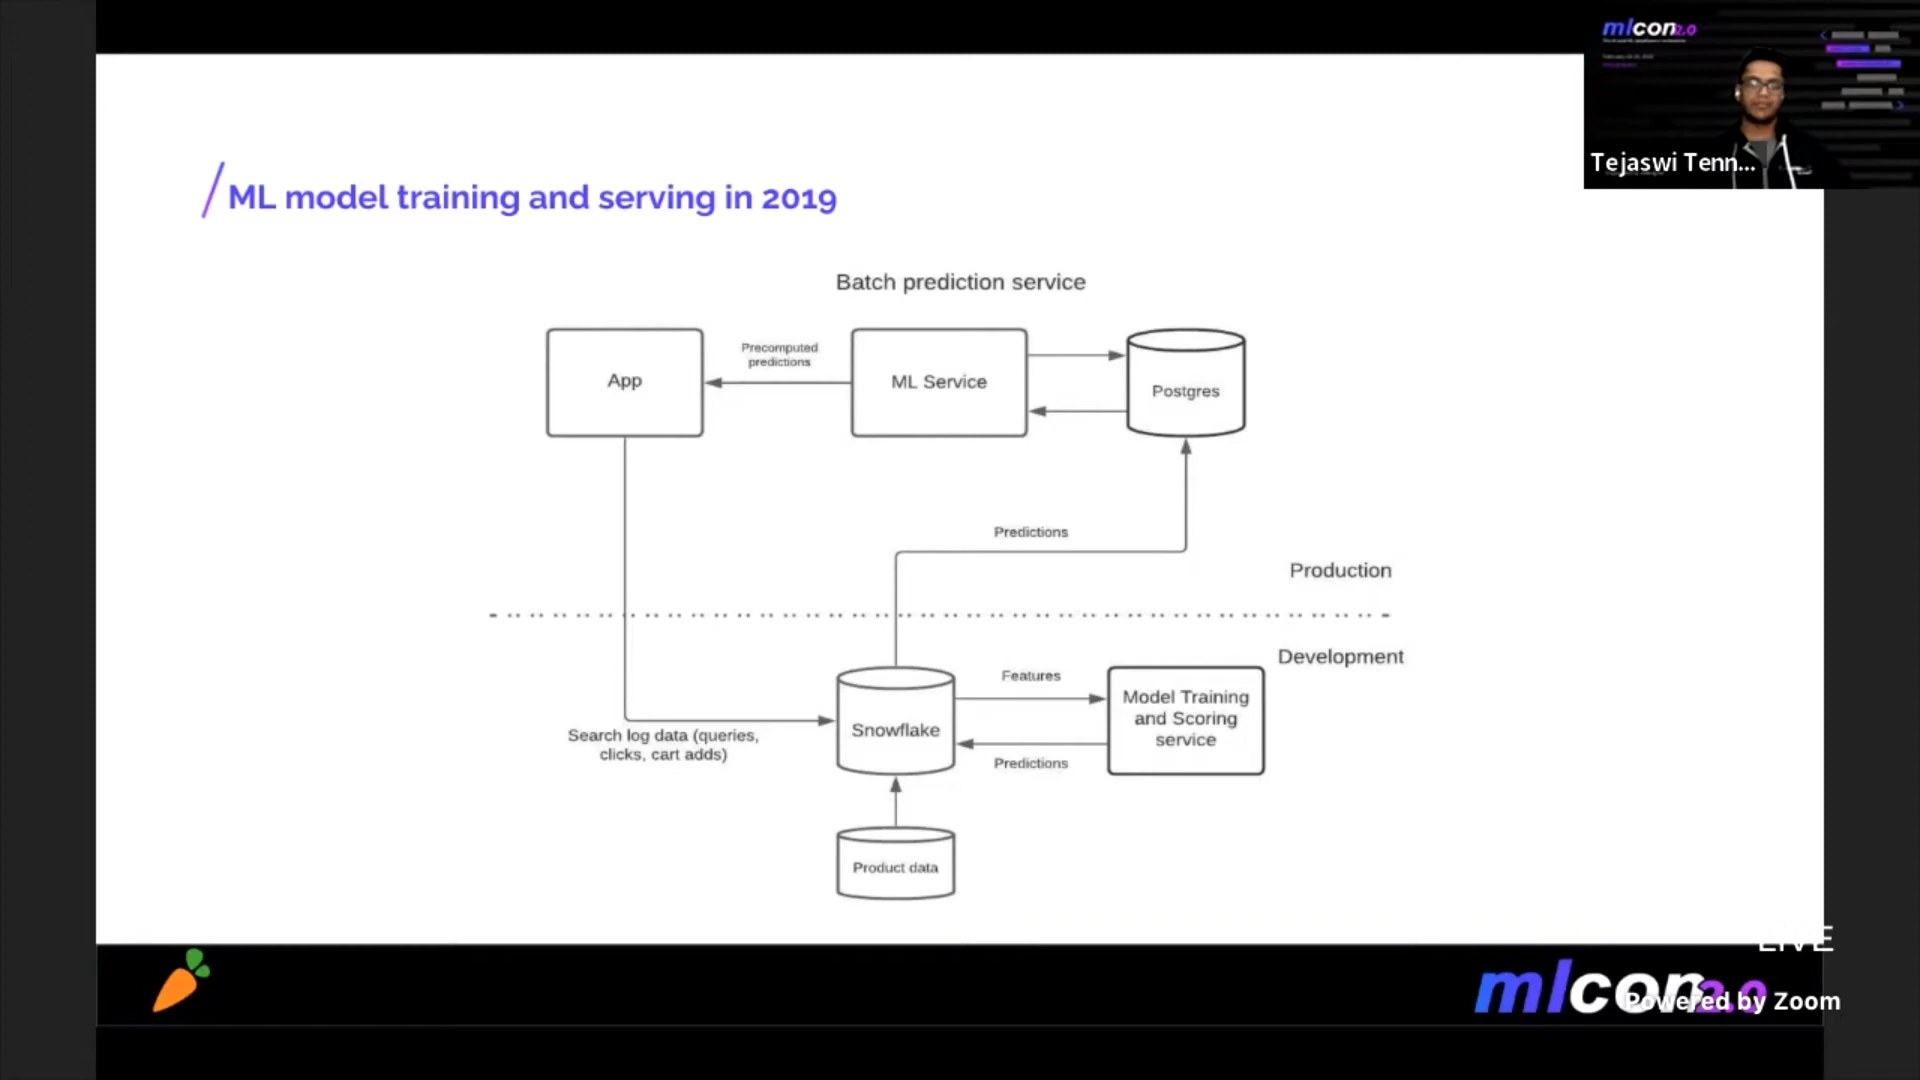 mlcon2.0
Tejaswi Tenn...
ML model training and serving in 2019
Batch prediction service
App
Precomputed
predictions
ML Service
Postgres
Predictions
Production
Development
Search log data (queries,
clicks, cart adds)
Snowflake
Features
Predictions
Model Training
and Scoring
service
Product data
LIVE
mlcon2.0
Powered by Zoom